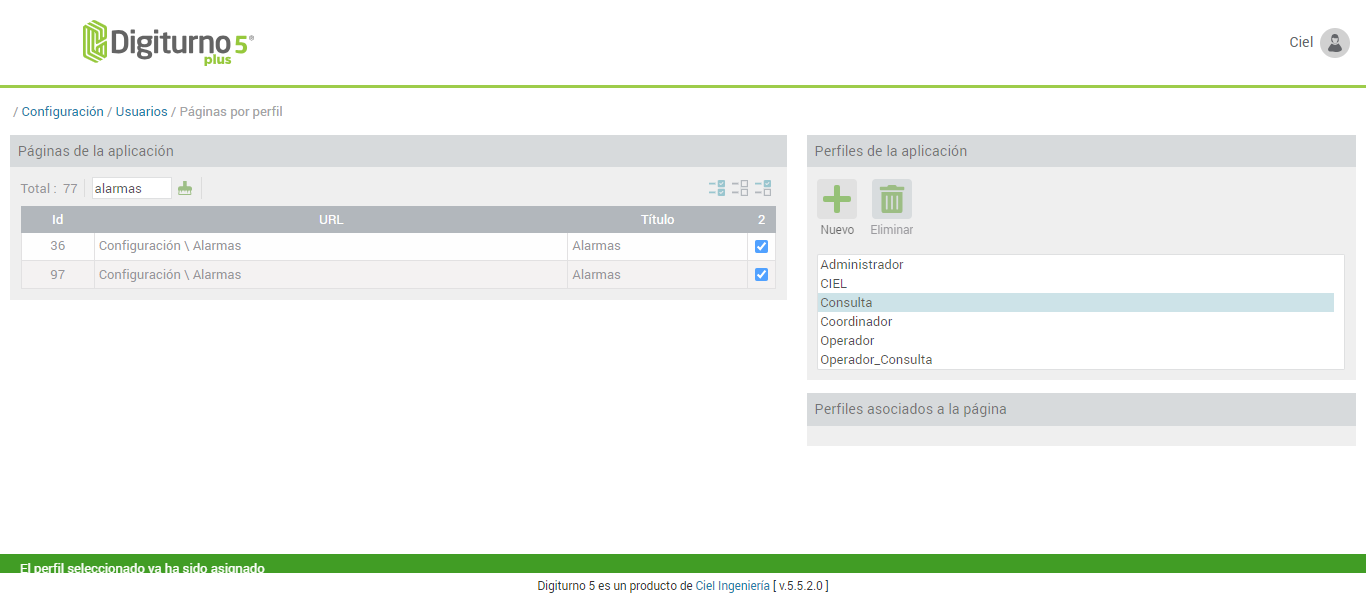 Digiturno 5®
plus
Ciel
/ Configuración / Usuarios / Páginas por perfil
Páginas de la aplicación
Total : 77 alarmas
Id URL Título 2
36 Configuración \ Alarmas Alarmas
97 Configuración \ Alarmas Alarmas
Perfiles de la aplicación
Nuevo Eliminar
Administrador
CIEL
Consulta
Coordinador
Operador
Operador_Consulta
Perfiles asociados a la página
El perfil seleccionado ya ha sido asignado
Digiturno 5 es un producto de Ciel Ingeniería [ v.5.5.2.0 ]